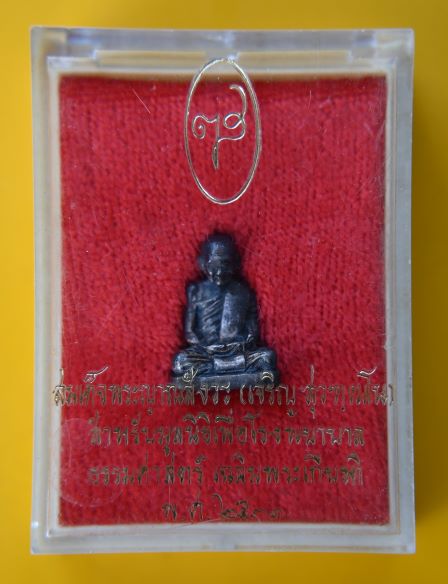 สมเด็จพระญาณสังวร (เจริญ สุวฑฺฒโน)
สำหรับมูลนิธิเพื่อโรงพยาบาล
ธรรมศาสตร์ เฉลิมพระเกียรติ
พ.ศ. ๒๕๓๓